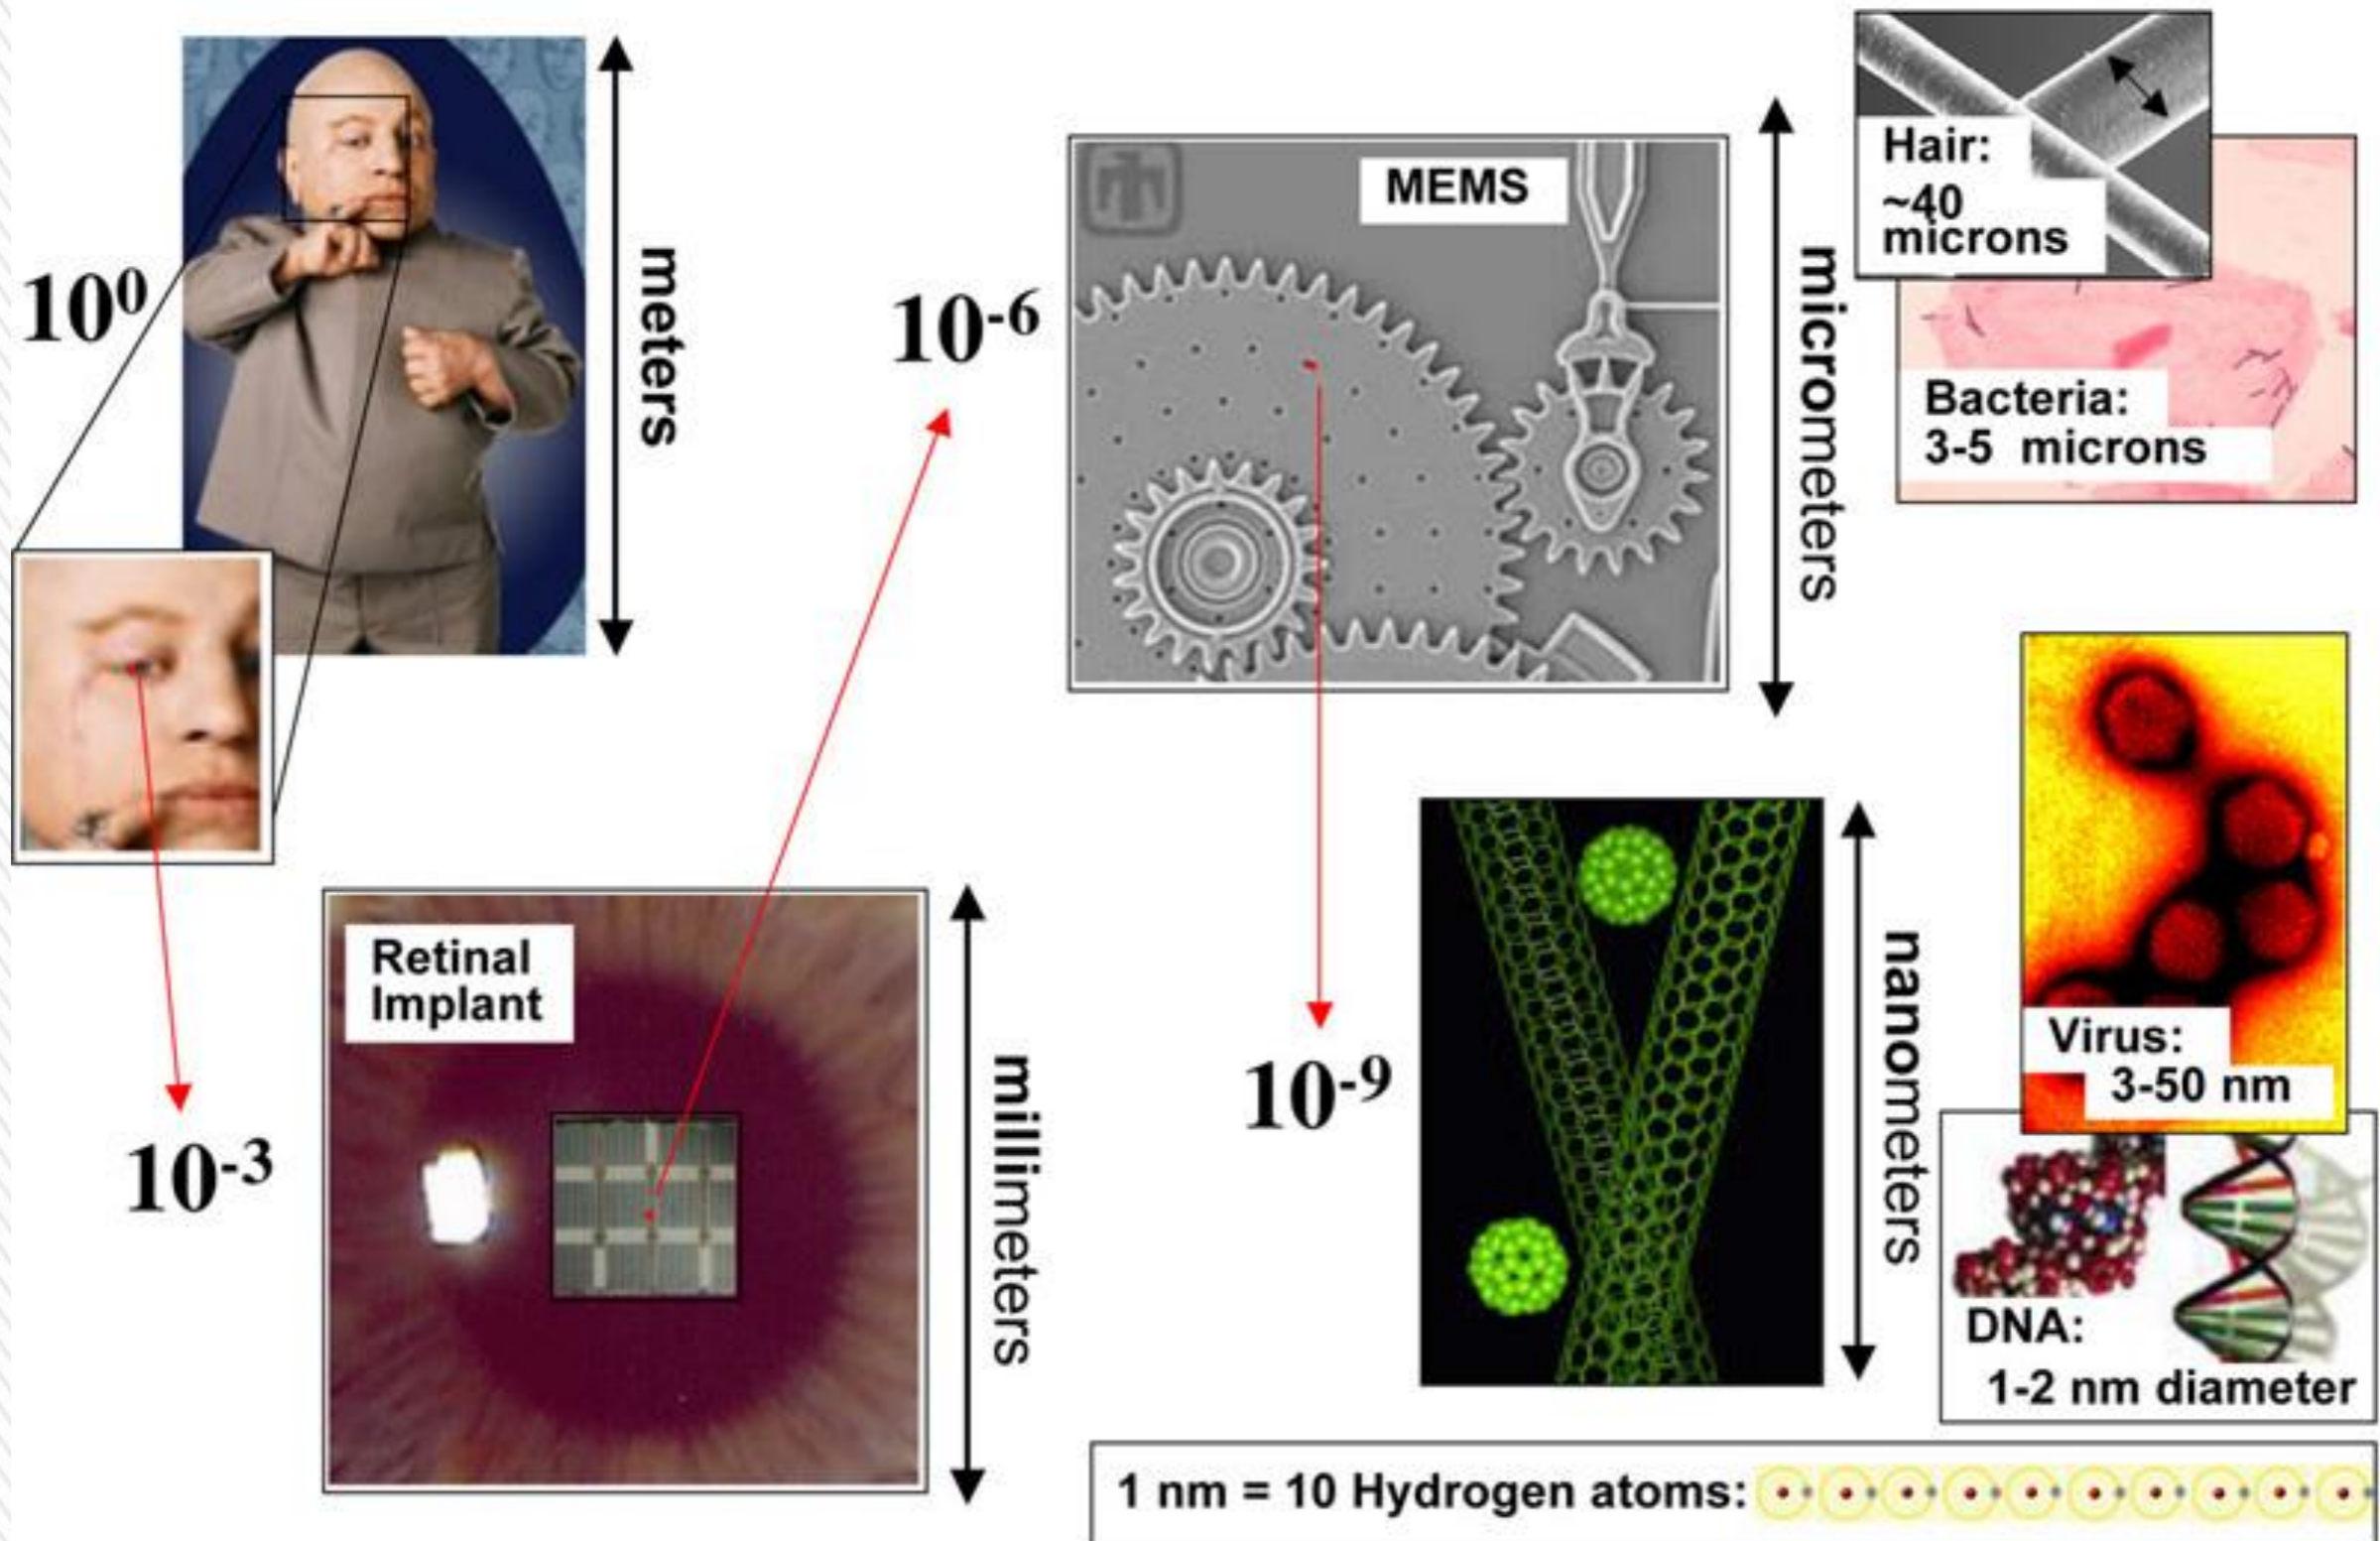 10⁰
meters
10⁻³
Retinal
Implant
millimeters
10⁻⁶
MEMS
micrometers
Hair:
~40
microns
Bacteria:
3-5 microns
10⁻⁹
nanometers
Virus:
3-50 nm
DNA:
1-2 nm diameter
1 nm = 10 Hydrogen atoms: